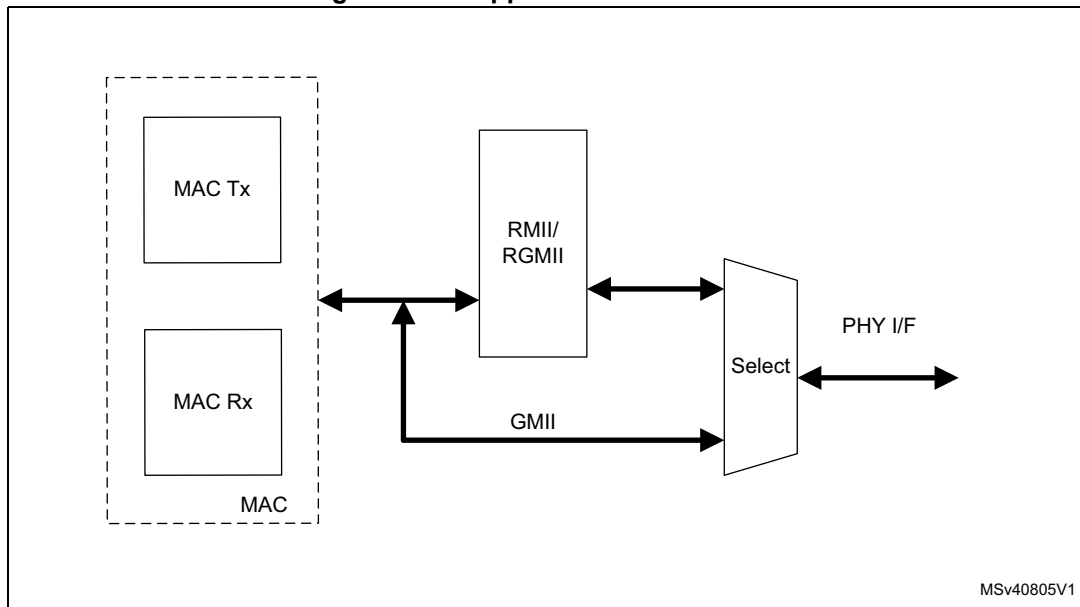 MAC Tx
RMII/
RGMII
PHY I/F
Select
MAC Rx
GMII
MAC
MSv40805V1